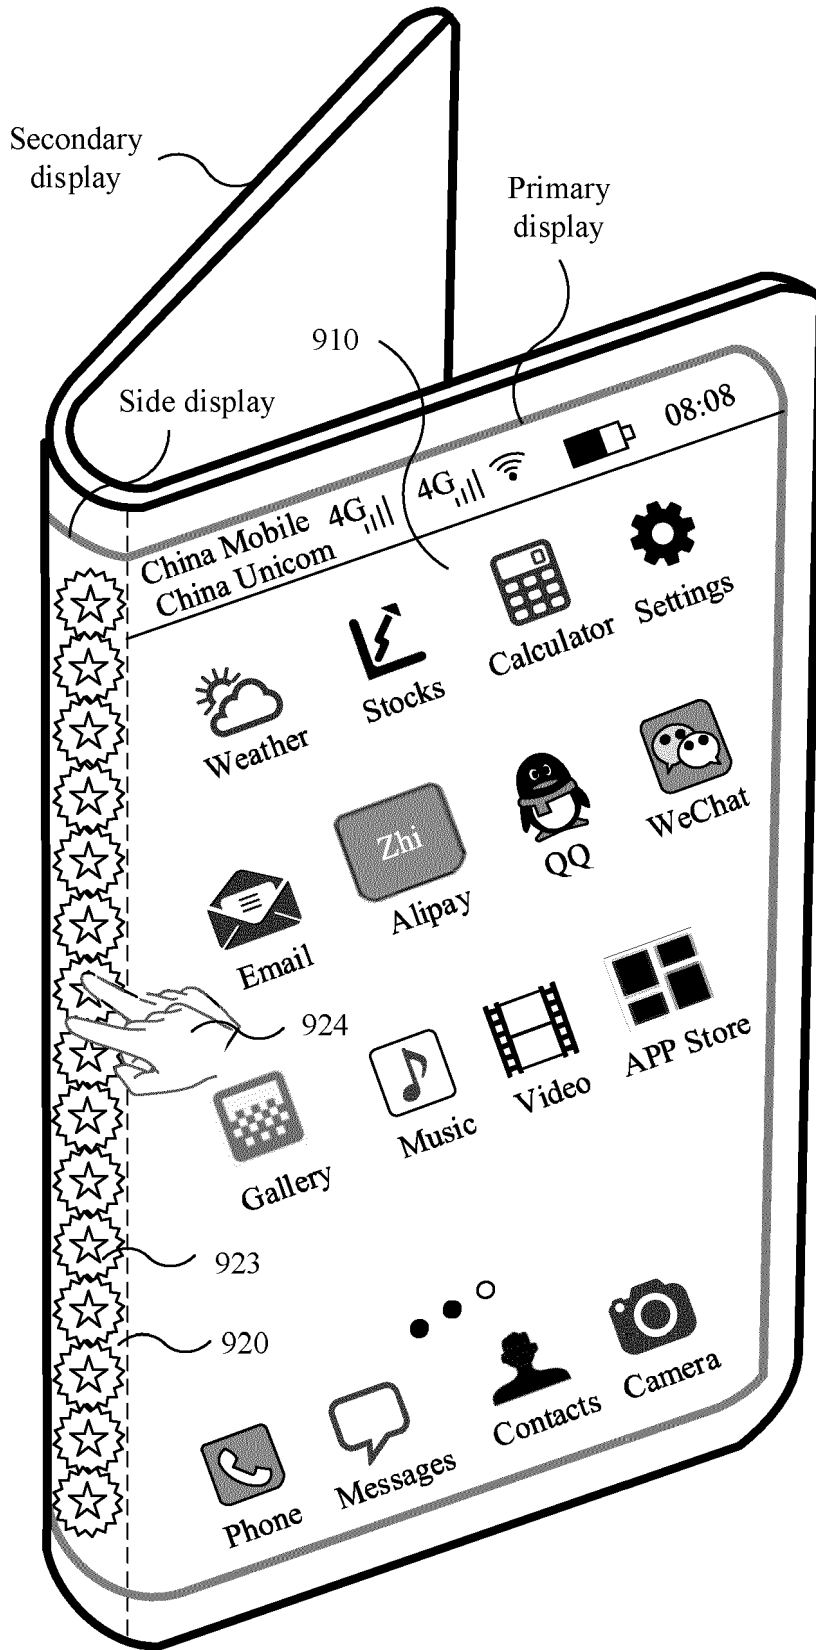 Secondary
display
Primary
display
910
Side display
08:08
China Mobile 4G 4G
China Unicom
Weather
Stocks
Calculator
Settings
Email
Zhi
Alipay
QQ
WeChat
924
Gallery
Music
Video
APP Store
923
920
Phone
Messages
Contacts
Camera